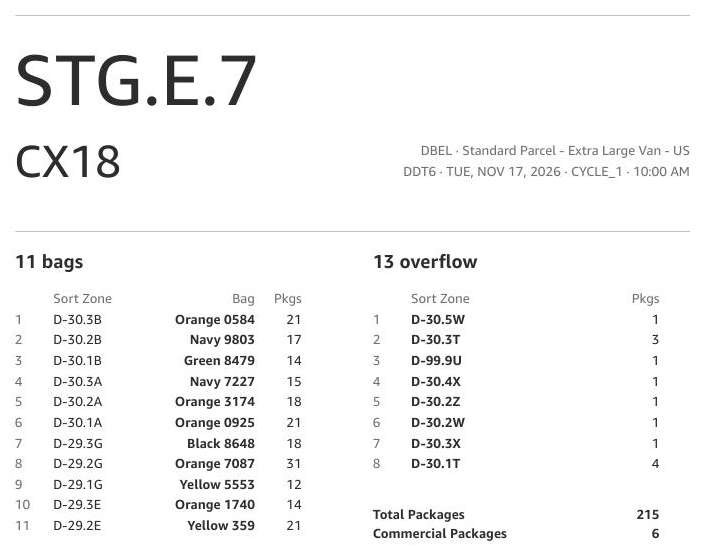 STG.E.7
CX18
DBEL · Standard Parcel - Extra Large Van - US
DDT6 · TUE, NOV 17, 2026 · CYCLE_1 · 10:00 AM
11 bags
Sort Zone Bag Pkgs
1 D-30.3B Orange 0584 21
2 D-30.2B Navy 9803 17
3 D-30.1B Green 8479 14
4 D-30.3A Navy 7227 15
5 D-30.2A Orange 3174 18
6 D-30.1A Orange 0925 21
7 D-29.3G Black 8648 18
8 D-29.2G Orange 7087 31
9 D-29.1G Yellow 5553 12
10 D-29.3E Orange 1740 14
11 D-29.2E Yellow 359 21
13 overflow
Sort Zone Pkgs
1 D-30.5W 1
2 D-30.3T 3
3 D-99.9U 1
4 D-30.4X 1
5 D-30.2Z 1
6 D-30.2W 1
7 D-30.3X 1
8 D-30.1T 4
Total Packages 215
Commercial Packages 6